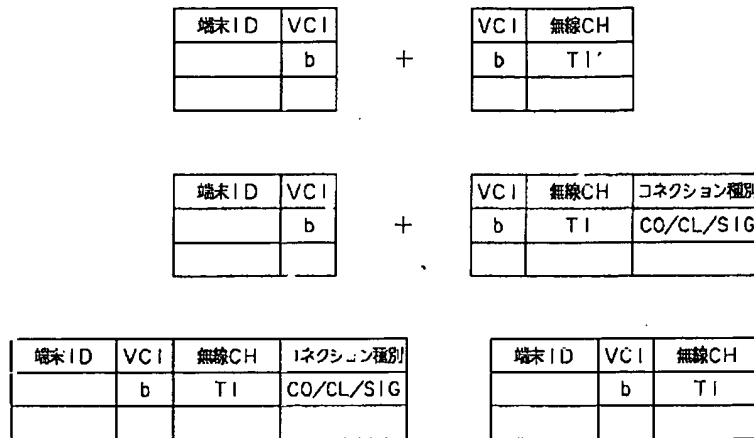 端末ID VCI VCI 無線CH
b + b TI´
端末ID VCI VCI 無線CH コネクション種別
b + b TI CO/CL/SIG
端末ID VCI 無線CH コネクション種別 端末ID VCI 無線CH
b TI CO/CL/SIG b TI